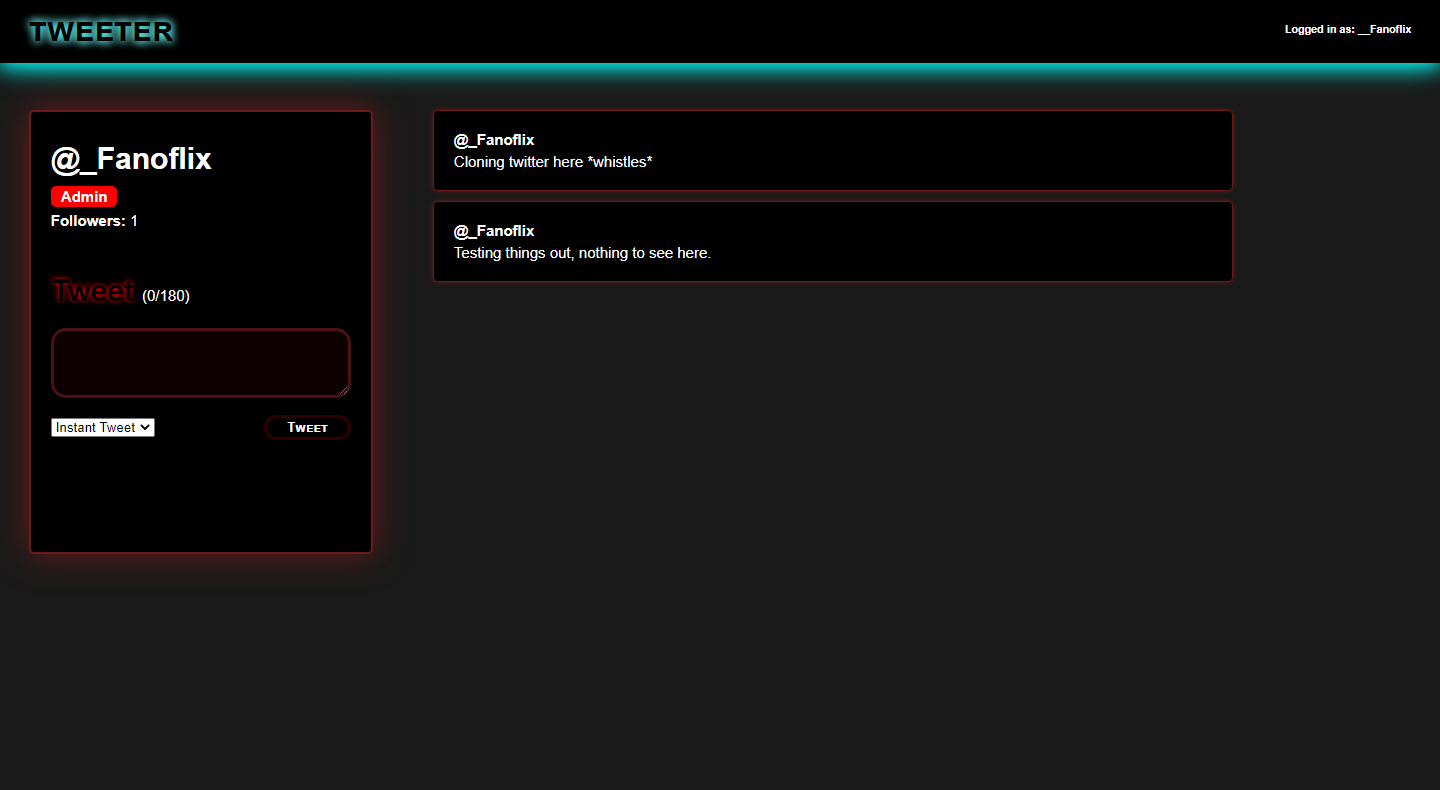 TWEETER
Logged in as: __Fanoflix
@_Fanoflix
Admin
Followers: 1
Tweet (0/180)
Instant Tweet
Tweet
@_Fanoflix
Cloning twitter here *whistles*
@_Fanoflix
Testing things out, nothing to see here.